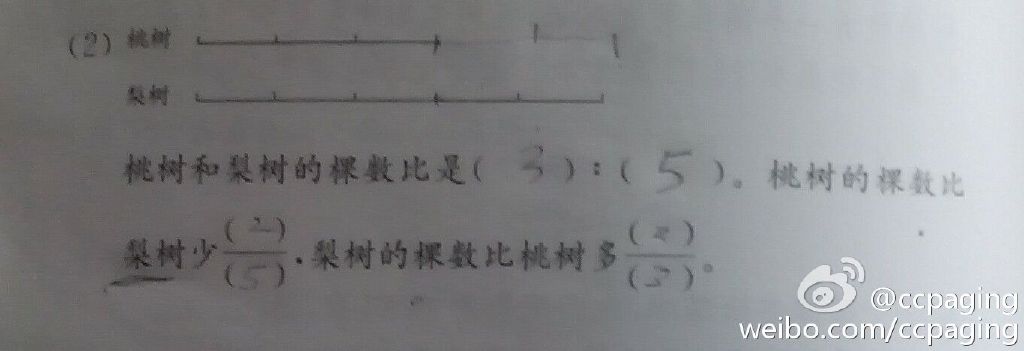 (2) 桃树
梨树
桃树和梨树的棵数比是( 3 ):( 5 )。桃树的棵数比
梨树少(2)/(5).梨树的棵数比桃树多(2)/(3)。
@ccpaging
weibo.com/ccpaging